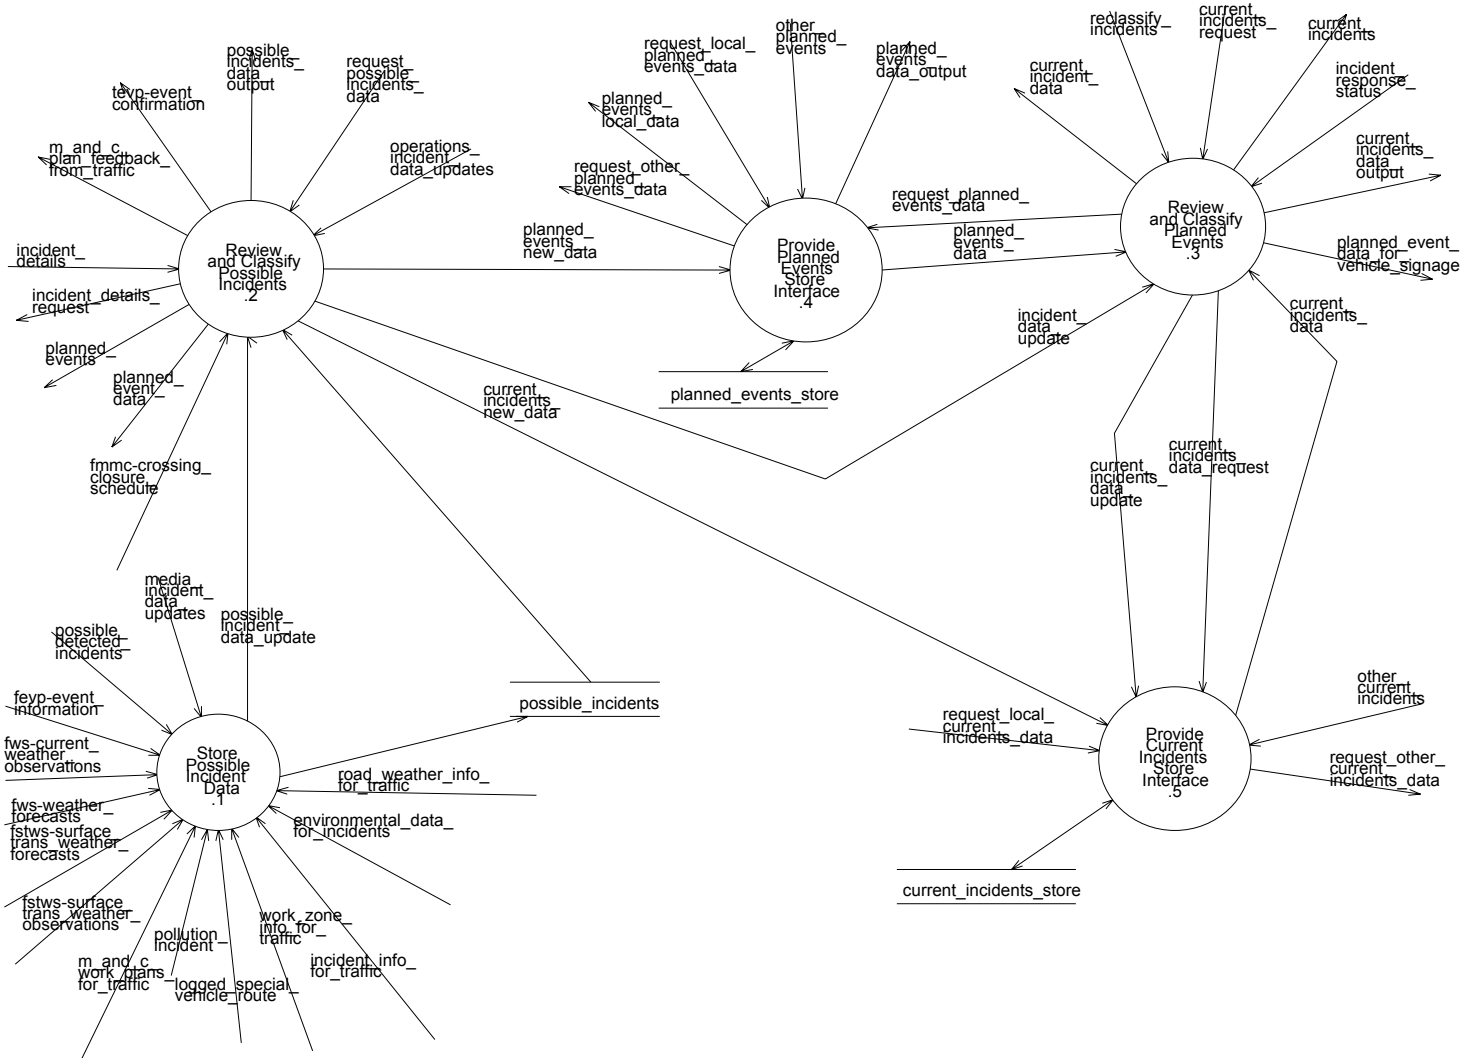 possible_
incidents_
data_
output
request_
possible_
incidents_
data
tevp-event_
confirmation
m_and_c_
plan_feedback_
from_traffic
operations_
incident_
data_updates
incident_
details
Review
and Classify
Possible
Incidents
.2
incident_details_
request
planned_
events
planned_
event_
data
fmmc-crossing_
closure_
schedule
request_local_
planned_
events_data
other_
planned_
events
planned_
events_
data_output
planned_
events_
local_data
request_other_
planned_
events_data
planned_
events_
new_data
Provide
Planned
Events
Store
Interface
.4
planned_events_store
request_planned_
events_data
planned_
events_
data
reclassify_
incidents
current_
incidents_
request
current_
incidents
current_
incident_
data
incident_
response_
status
current_
incidents_
data_
output
Review
and Classify
Planned
Events
.3
planned_event_
data_for_
vehicle_signage
incident_
data_
update
current_
incidents_
data
current_
incidents_
new_data
current_
incidents_
data_
update
current_
incidents_
data_request
media_
incident_
data_
updates
possible_
incident_
data_update
possible_
detected_
incidents
fevp-event_
information
fws-current_
weather_
observations
fws-weather_
forecasts
fstws-surface_
trans_weather_
forecasts
fstws-surface_
trans_weather_
observations
Store
Possible
Incident
Data
.1
possible_incidents
road_weather_info_
for_traffic
environmental_data_
for_incidents
work_zone_
info_for_
traffic
pollution_
incident
m_and_c_
work_plans_
for_traffic
logged_special_
vehicle_route
incident_info_
for_traffic
request_local_
current_
incidents_data
Provide
Current
Incidents
Store
Interface
.5
other_
current_
incidents
request_other_
current_
incidents_data
current_incidents_store